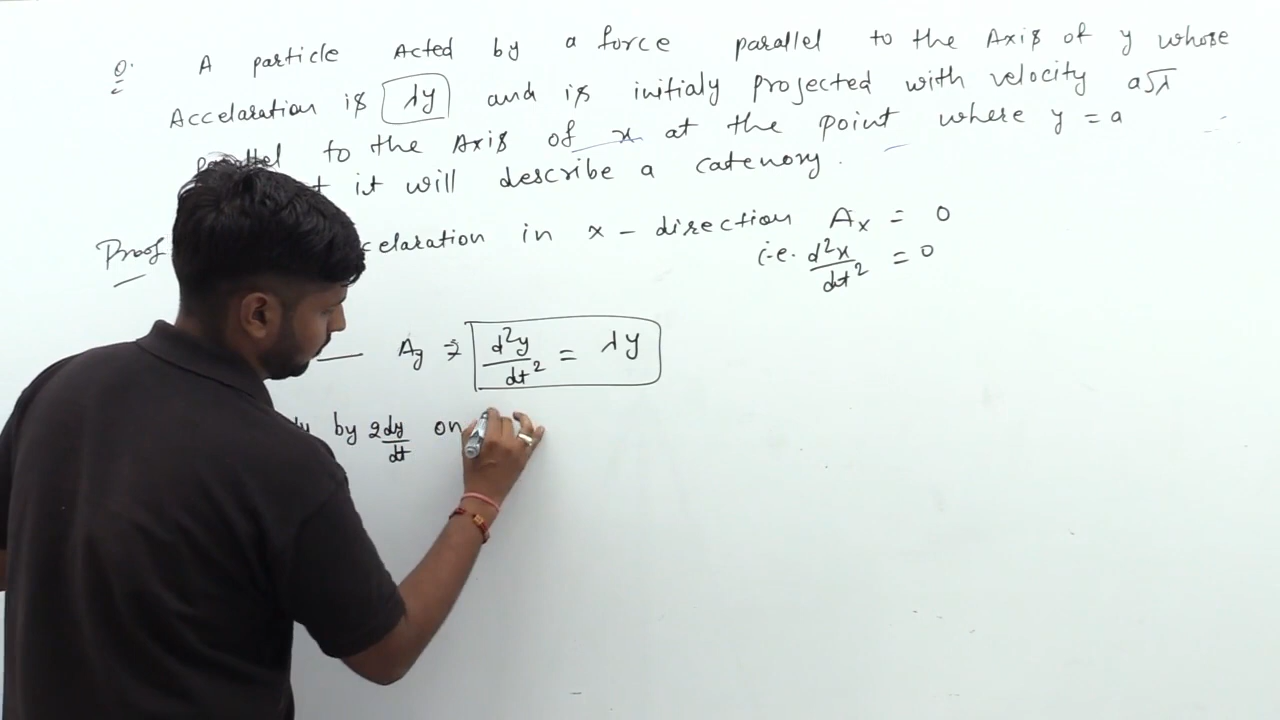 Q. A particle Acted by a force parallel to the Axis of y whose
Accelaration is λy and is initialy projected with velocity a√λ
parallel to the Axis of x at the point where y = a
it will describe a catenory.
Proof celaration in x - direction Ax = 0
i.e. d²x/dt² = 0
Ay ⇒ d²y/dt² = λy
by 2dy/dt on